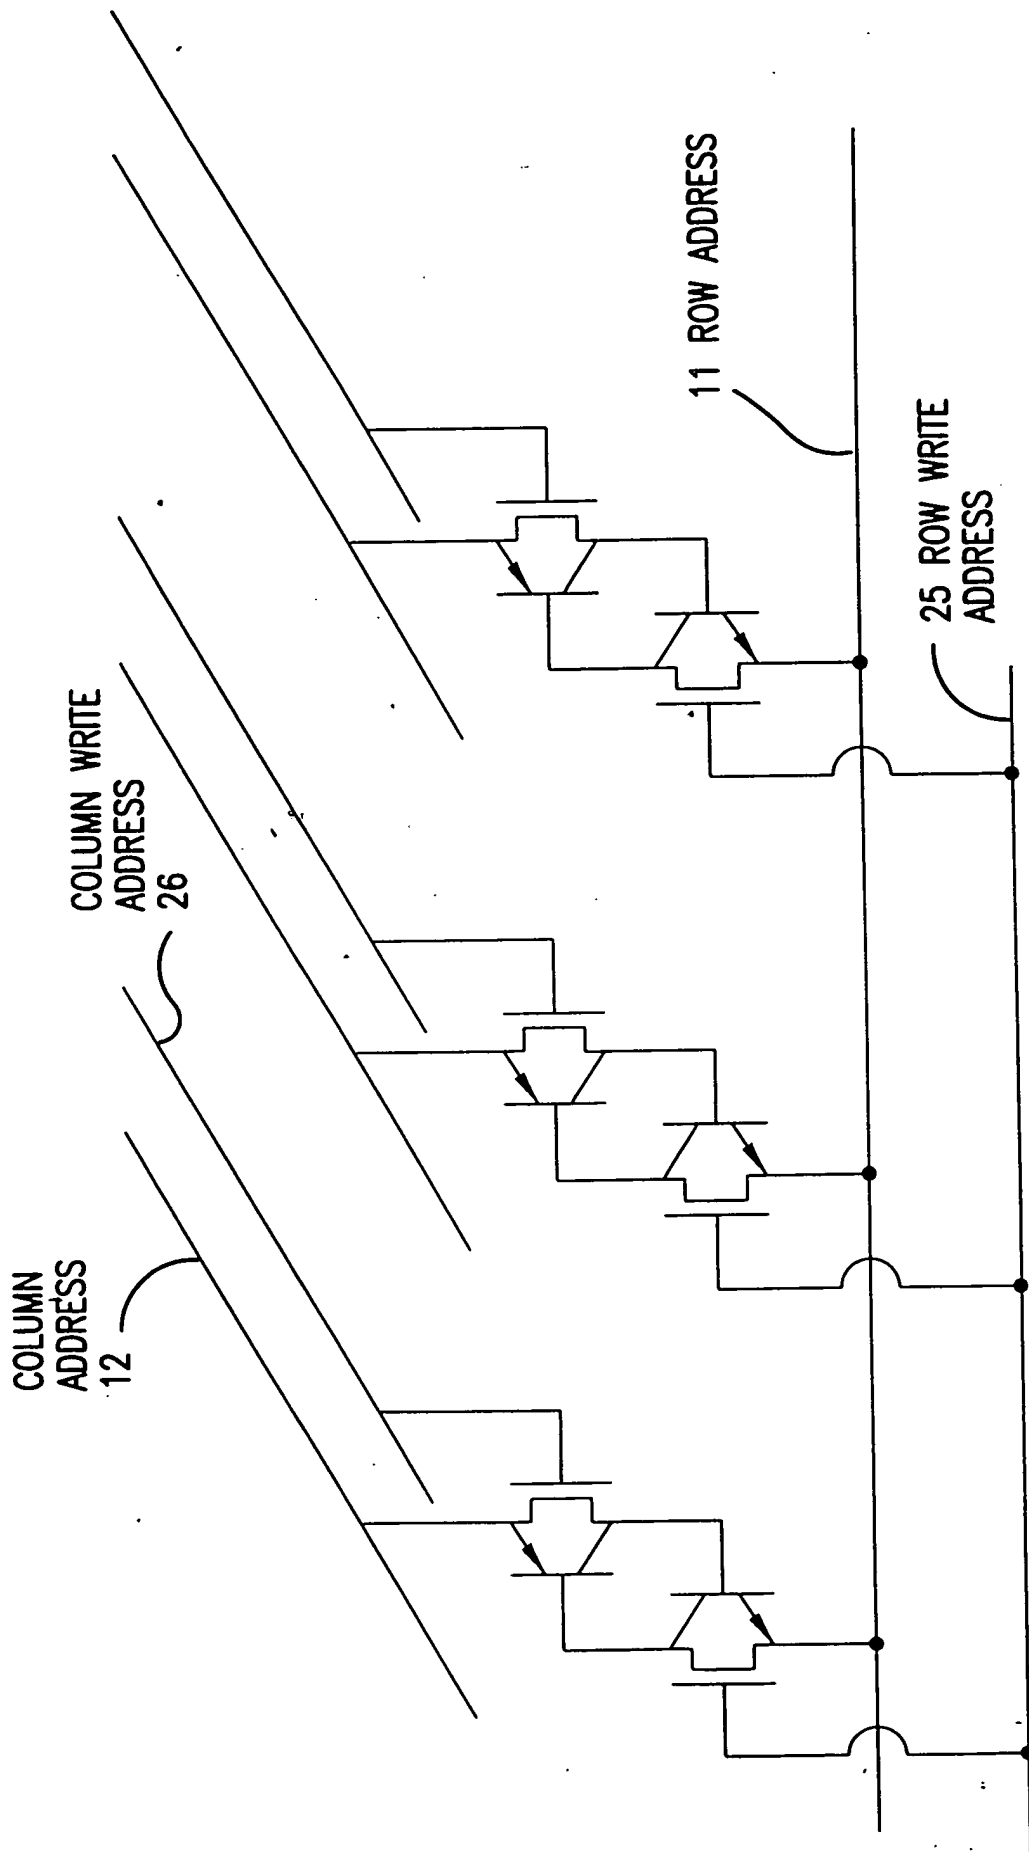 COLUMN
ADDRESS
12
COLUMN WRITE
ADDRESS
26
11 ROW ADDRESS
25 ROW WRITE
ADDRESS